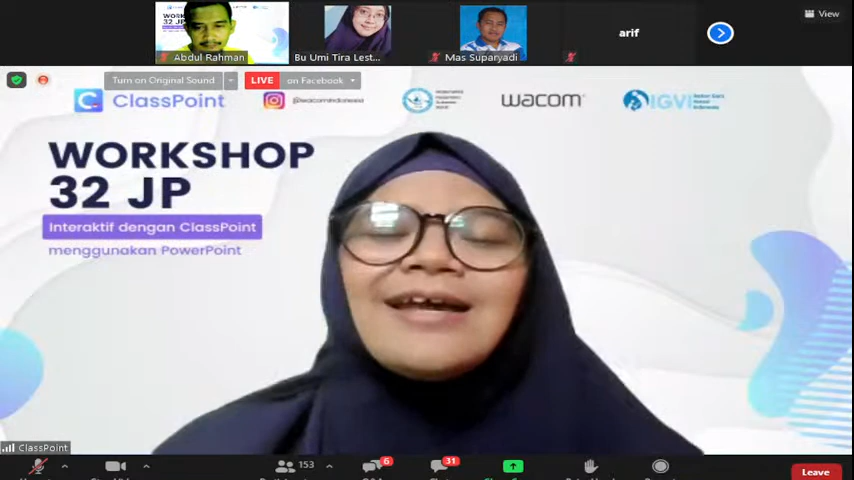 View
Abdul Rahman
Bu Umi Tira Lest...
Mas Suparyadi
arif
Turn on Original Sound
LIVE
on Facebook
ClassPoint
@wacomindonesia
wacom
IGVI
WORKSHOP
32 JP
Interaktif dengan ClassPoint
menggunakan PowerPoint
ClassPoint
153
6
31
Leave